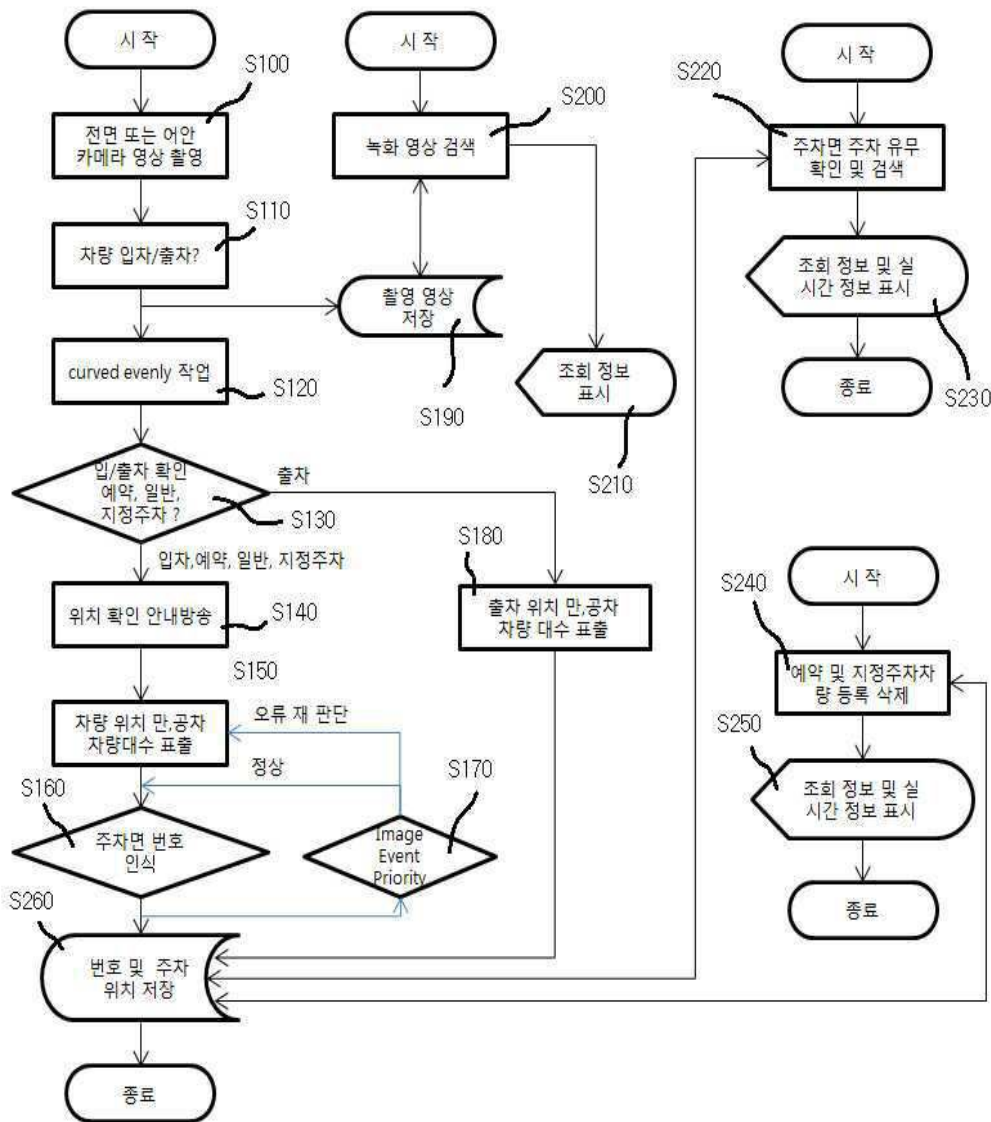 시 작
S100
전면 또는 어안
카메라 영상 촬영
S110
차량 입차/출차?
curved evenly 작업
S120
입/출차 확인
예약, 일반,
지정주차 ?
S130
출차
입차,예약, 일반, 지정주차
위치 확인 안내방송
S140
S150
차량 위치 만,공차
차량대수 표출
오류 재 판단
정상
S160
주차면 번호
인식
S170
Image
Event
Priority
S260
번호 및 주차
위치 저장
종료
시 작
S200
녹화 영상 검색
촬영 영상
저장
S190
조회 정보
표시
S210
S180
출차 위치 만,공차
차량 대수 표출
시 작
S220
주차면 주차 유무
확인 및 검색
조회 정보 및 실
시간 정보 표시
S230
종료
시 작
S240
예약 및 지정주차차
량 등록 삭제
S250
조회 정보 및 실
시간 정보 표시
종료